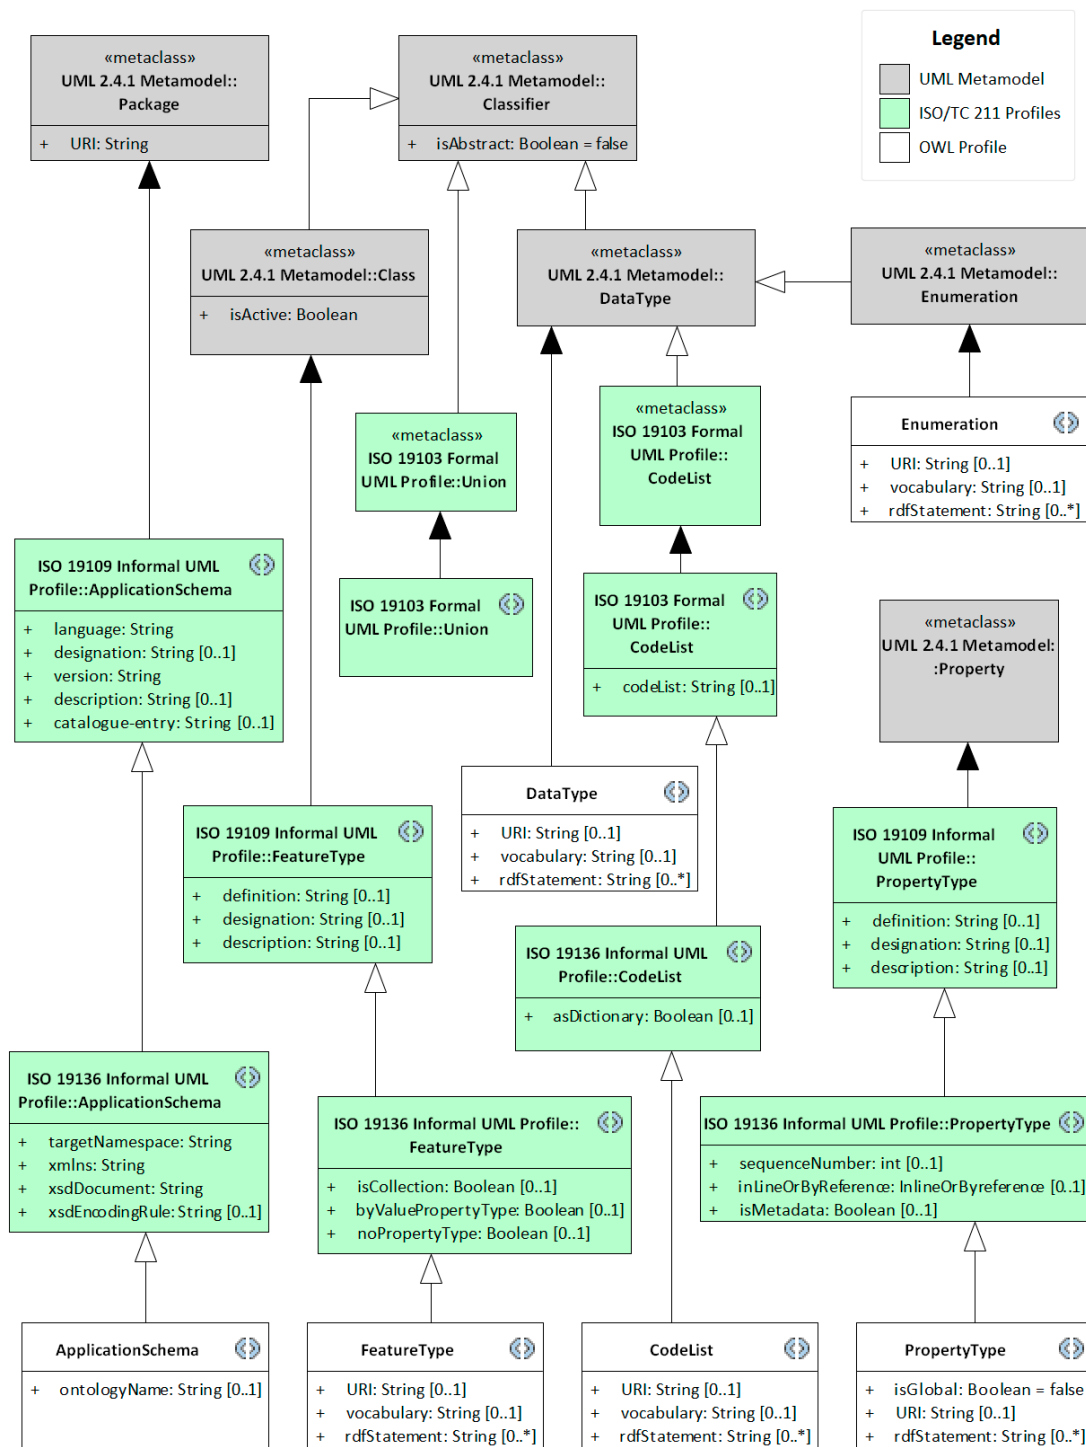 Legend
UML Metamodel
ISO/TC 211 Profiles
OWL Profile
«metaclass»
UML 2.4.1 Metamodel::
Package
+ URI: String
«metaclass»
UML 2.4.1 Metamodel::
Classifier
+ isAbstract: Boolean = false
«metaclass»
UML 2.4.1 Metamodel::Class
+ isActive: Boolean
«metaclass»
UML 2.4.1 Metamodel::
DataType
«metaclass»
UML 2.4.1 Metamodel::
Enumeration
«metaclass»
ISO 19103 Formal
UML Profile::Union
«metaclass»
ISO 19103 Formal
UML Profile::
CodeList
Enumeration
+ URI: String [0..1]
+ vocabulary: String [0..1]
+ rdfStatement: String [0..*]
ISO 19109 Informal UML
Profile::ApplicationSchema
+ language: String
+ designation: String [0..1]
+ version: String
+ description: String [0..1]
+ catalogue-entry: String [0..1]
ISO 19103 Formal
UML Profile::Union
ISO 19103 Formal
UML Profile::
CodeList
+ codeList: String [0..1]
«metaclass»
UML 2.4.1 Metamodel:
:Property
DataType
+ URI: String [0..1]
+ vocabulary: String [0..1]
+ rdfStatement: String [0..*]
ISO 19109 Informal UML
Profile::FeatureType
+ definition: String [0..1]
+ designation: String [0..1]
+ description: String [0..1]
ISO 19109 Informal
UML Profile::
PropertyType
+ definition: String [0..1]
+ designation: String [0..1]
+ description: String [0..1]
ISO 19136 Informal UML
Profile::CodeList
+ asDictionary: Boolean [0..1]
ISO 19136 Informal UML
Profile::ApplicationSchema
+ targetNamespace: String
+ xmlns: String
+ xsdDocument: String
+ xsdEncodingRule: String [0..1]
ISO 19136 Informal UML Profile::
FeatureType
+ isCollection: Boolean [0..1]
+ byValuePropertyType: Boolean [0..1]
+ noPropertyType: Boolean [0..1]
ISO 19136 Informal UML Profile::PropertyType
+ sequenceNumber: int [0..1]
+ inLineOrByReference: InlineOrByreference [0..1]
+ isMetadata: Boolean [0..1]
ApplicationSchema
+ ontologyName: String [0..1]
FeatureType
+ URI: String [0..1]
+ vocabulary: String [0..1]
+ rdfStatement: String [0..*]
CodeList
+ URI: String [0..1]
+ vocabulary: String [0..1]
+ rdfStatement: String [0..*]
PropertyType
+ isGlobal: Boolean = false
+ URI: String [0..1]
+ vocabulary: String [0..1]
+ rdfStatement: String [0..*]